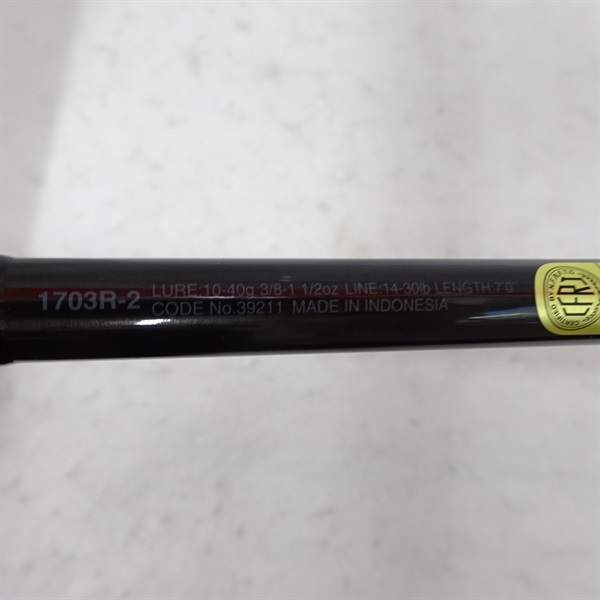 1703R-2
LURE:10-40g 3/8-1 1/2oz LINE:14-30lb LENGTH 7'0"
CODE No.39211 MADE IN INDONESIA